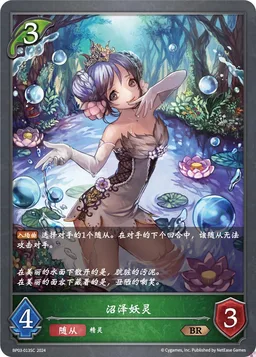 3
入场曲 选择对手的1个随从。在对手的下个回合中，该随从无法
攻击对手。
在美丽的水面下散开的是，肮脏的污泥。
在美丽的面容下藏着的是，丑陋的嘲笑。
沼泽妖灵
4
随从
精灵
BR
3
BP03-013SC 2024
© Cygames, Inc. Propelled by NetEase Games